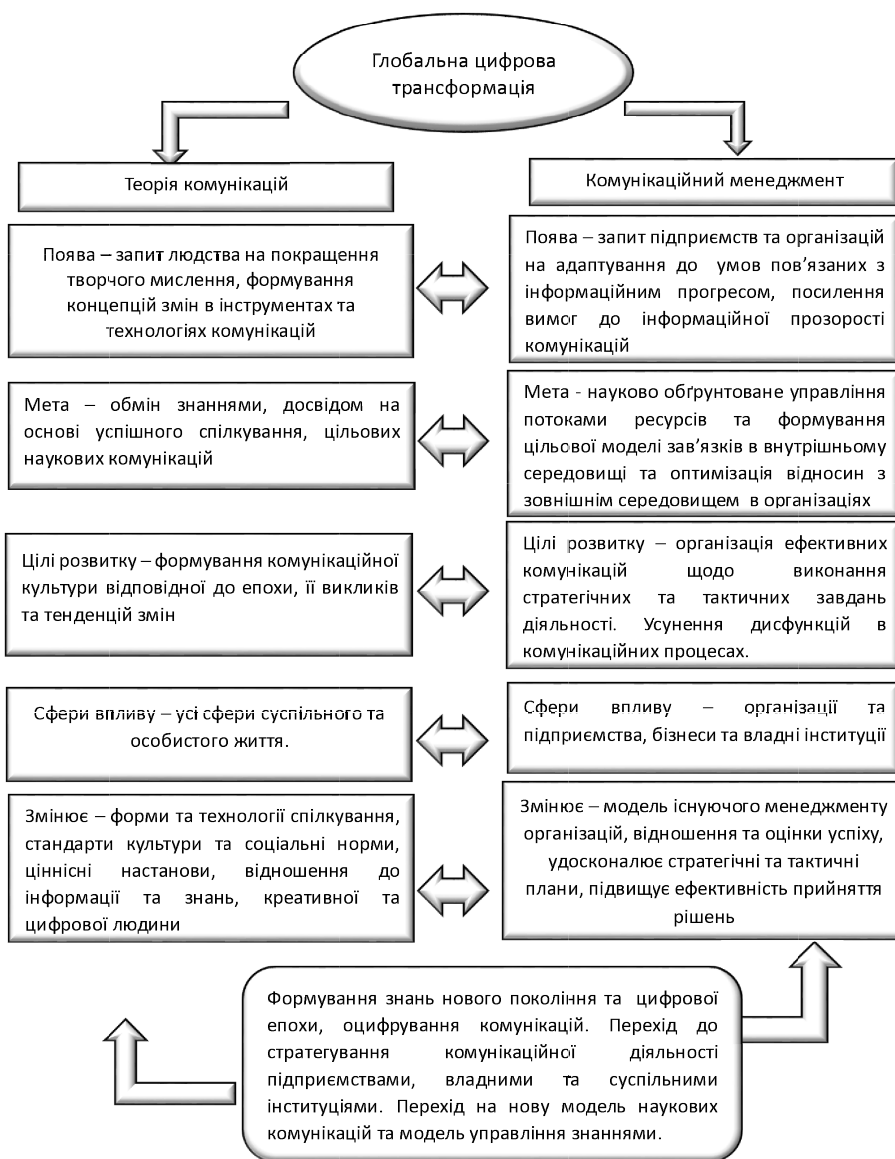 Глобальна цифрова
трансформація
Теорія комунікацій
Комунікаційний менеджмент
Поява – запит людства на покращення
творчого мислення, формування
концепцій змін в інструментах та
технологіях комунікацій
Поява – запит підприємств та організацій
на адаптування до умов пов’язаних з
інформаційним прогресом, посилення
вимог до інформаційної прозорості
комунікацій
Мета – обмін знаннями, досвідом на
основі успішного спілкування, цільових
наукових комунікацій
Мета - науково обґрунтоване управління
потоками ресурсів та формування
цільової моделі зав’язків в внутрішньому
середовищі та оптимізація відносин з
зовнішнім середовищем в організаціях
Цілі розвитку – формування комунікаційної
культури відповідної до епохи, її викликів
та тенденцій змін
Цілі розвитку – організація ефективних
комунікацій щодо виконання
стратегічних та тактичних завдань
діяльності. Усунення дисфункцій в
комунікаційних процесах.
Сфери впливу – усі сфери суспільного та
особистого життя.
Сфери впливу – організації та
підприємства, бізнеси та владні інституції
Змінює – форми та технології спілкування,
стандарти культури та соціальні норми,
ціннісні настанови, відношення до
інформації та знань, креативної та
цифрової людини
Змінює – модель існуючого менеджменту
організацій, відношення та оцінки успіху,
удосконалює стратегічні та тактичні
плани, підвищує ефективність прийняття
рішень
Формування знань нового покоління та цифрової
епохи, оцифрування комунікацій. Перехід до
стратегування комунікаційної діяльності
підприємствами, владними та суспільними
інституціями. Перехід на нову модель наукових
комунікацій та модель управління знаннями.